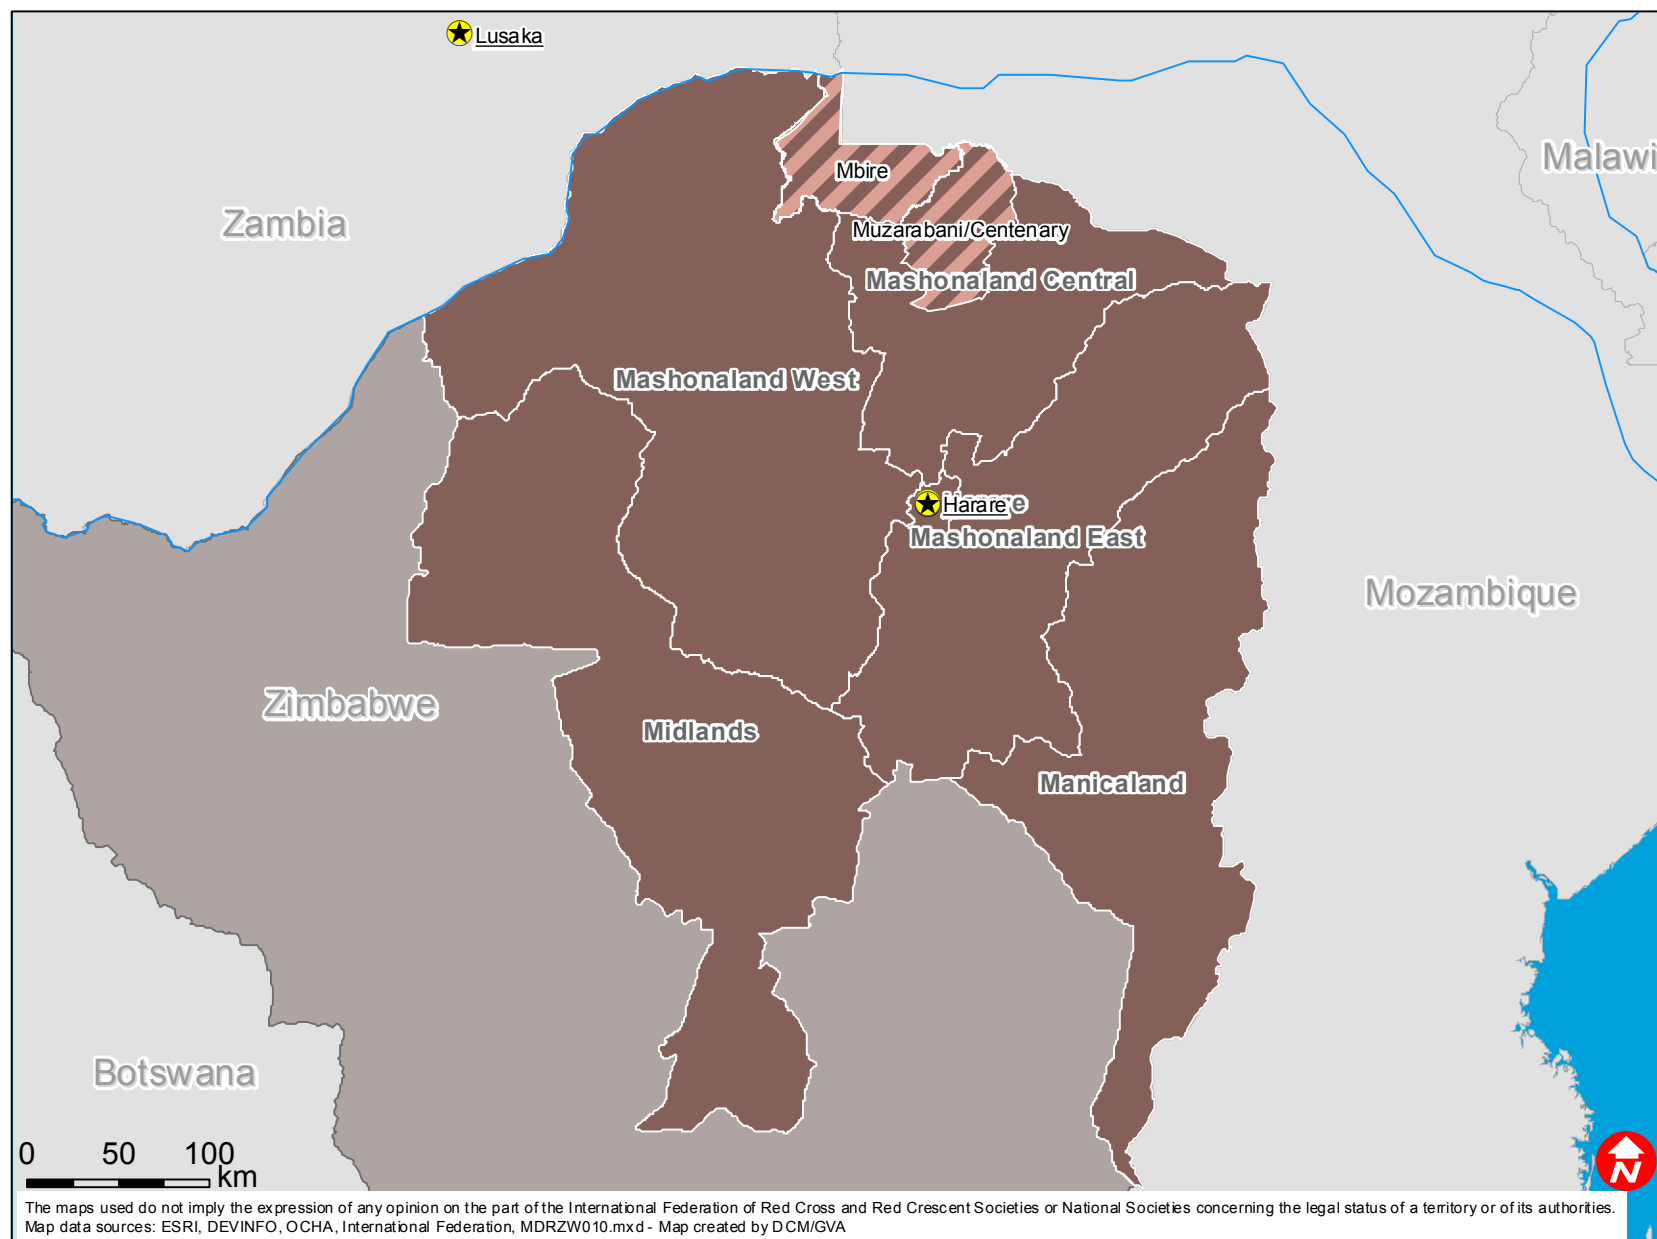 Lusaka
Malawi
Mbire
Zambia
Muzarabani/Centenary
Mashonaland Central
Mashonaland West
Harare
Harare
Mashonaland East
Mozambique
Zimbabwe
Midlands
Manicaland
Botswana
0 50 100
km
N
The maps used do not imply the expression of any opinion on the part of the International Federation of Red Cross and Red Crescent Societies or National Societies concerning the legal status of a territory or of its authorities.
Map data sources: ESRI, DEVINFO, OCHA, International Federation, MDRZW010.mxd - Map created by DCM/GVA